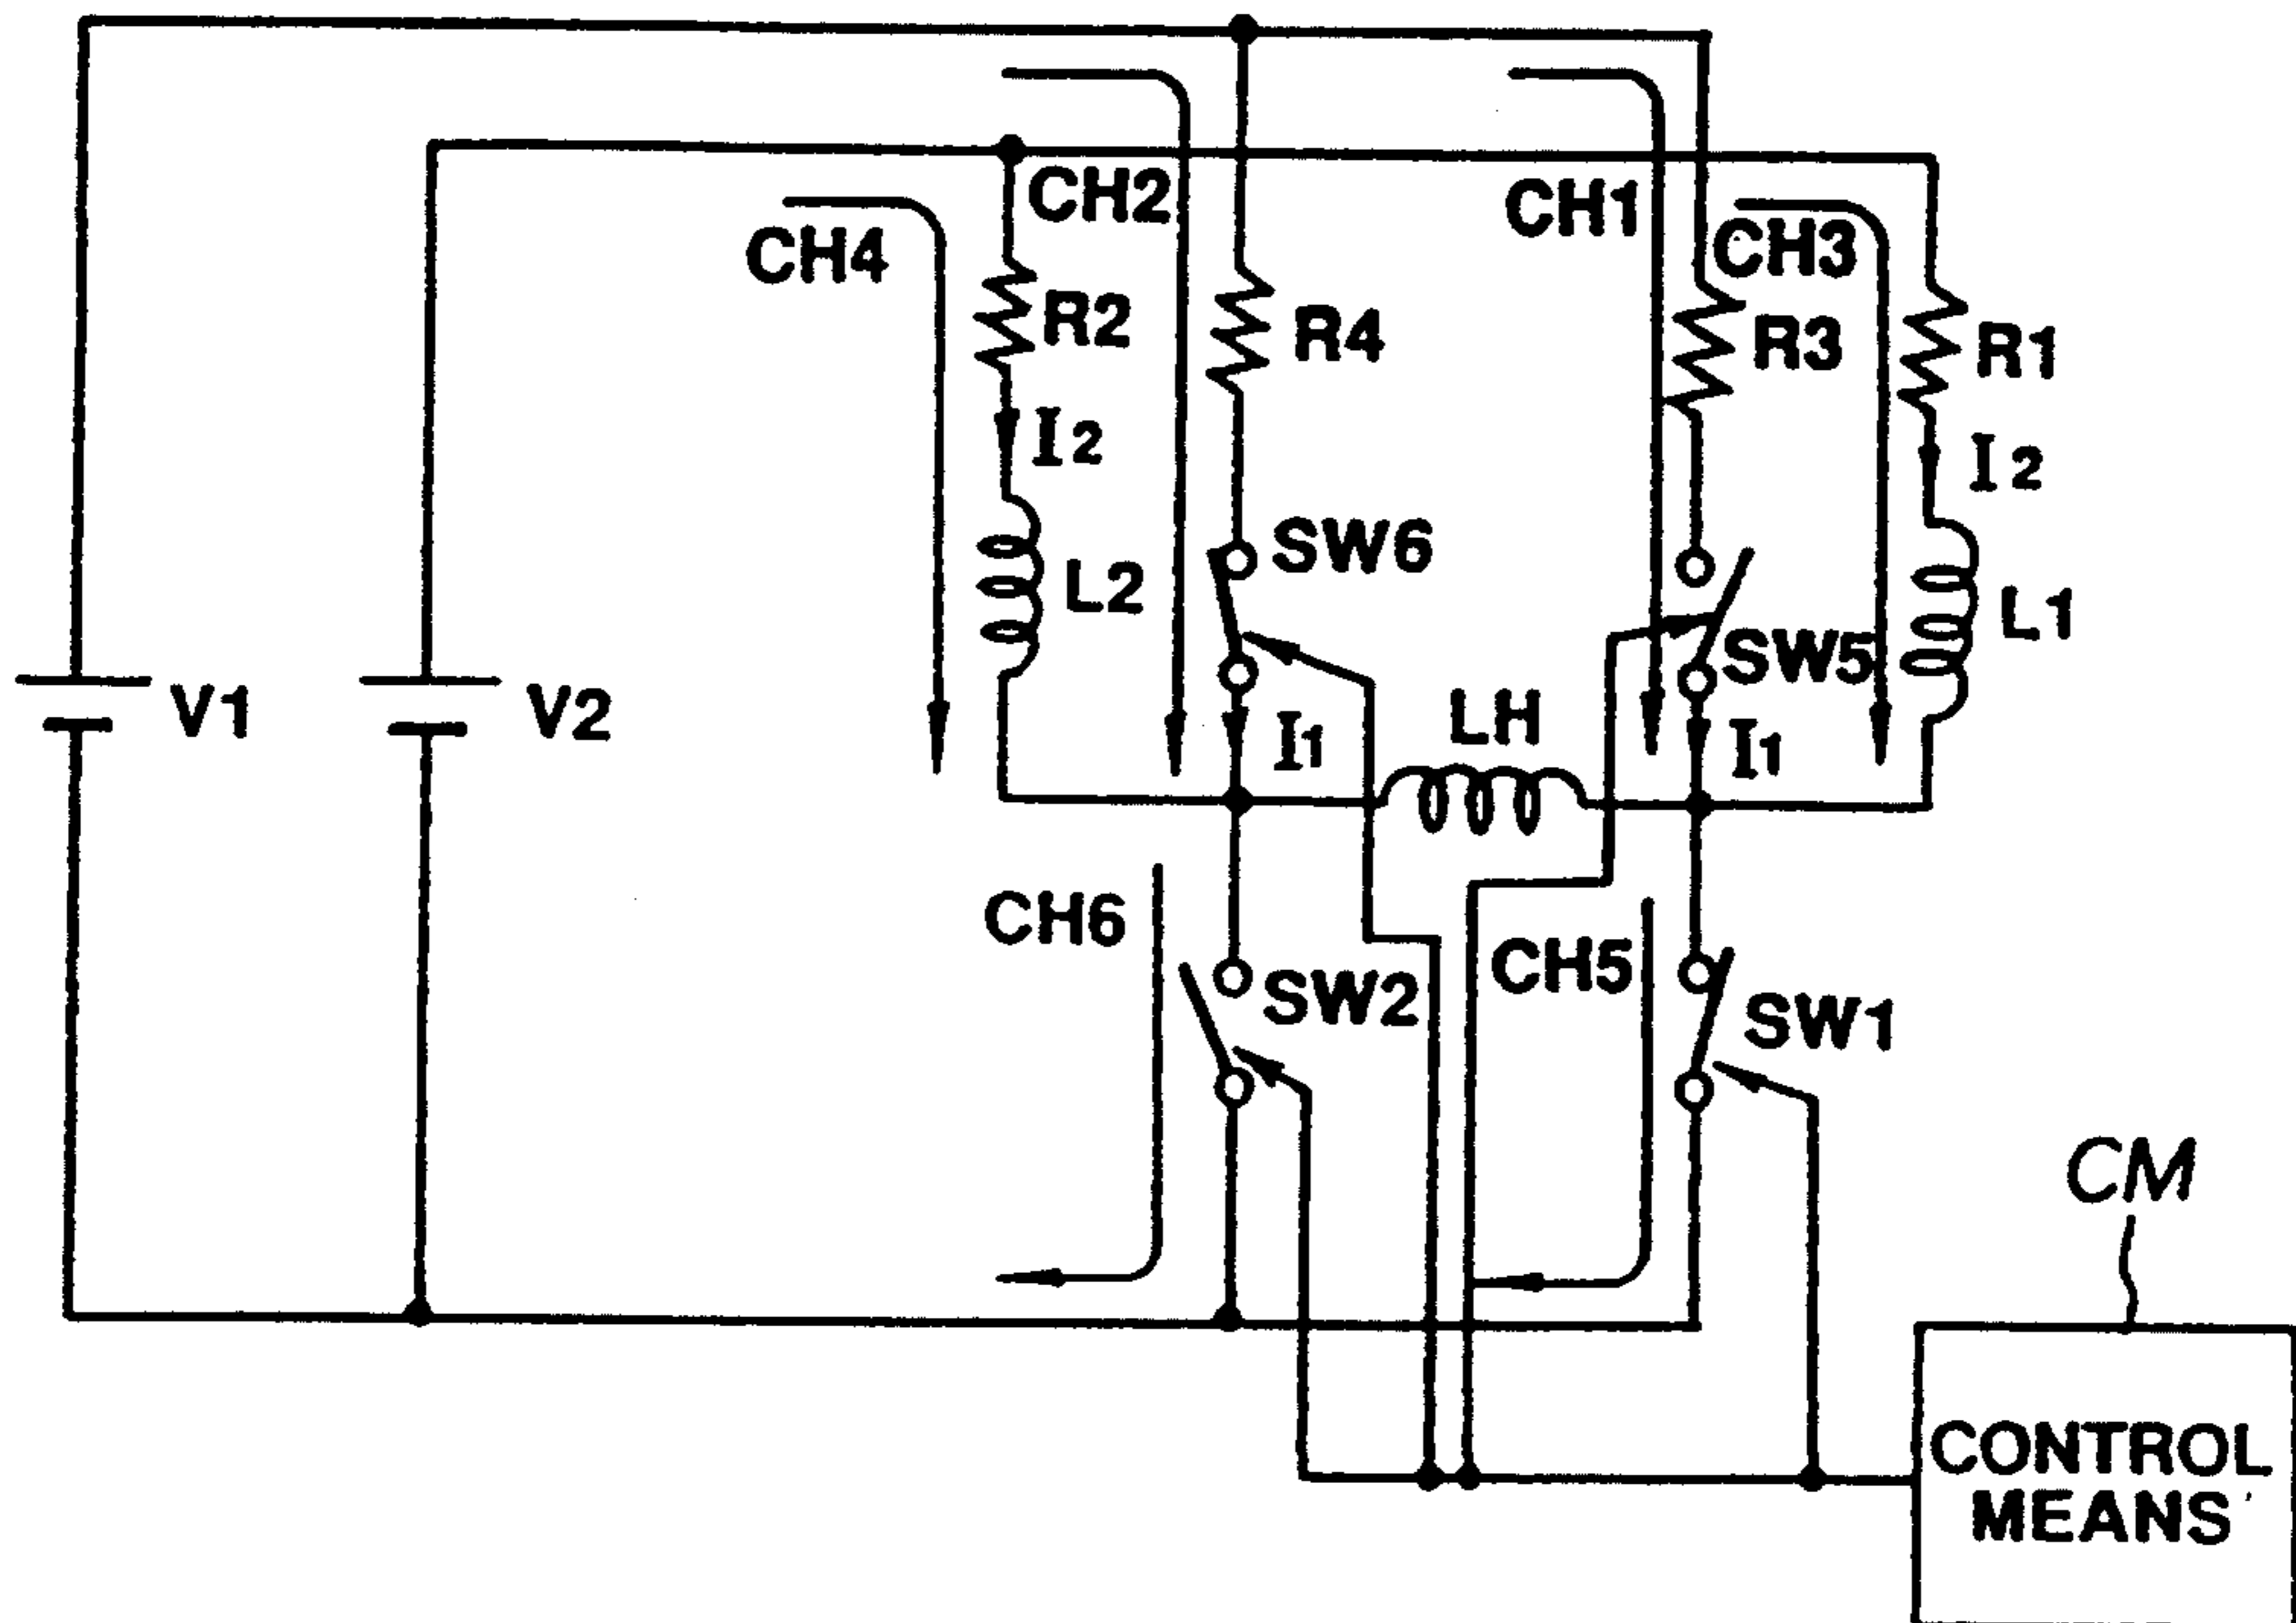 CH2
CH1
CH4
CH3
R2
R4
R3
R1
I2
I2
SW6
L2
L1
SW5
V1
V2
I1
LH
I1
CH6
CH5
SW2
SW1
CM
CONTROL
MEANS